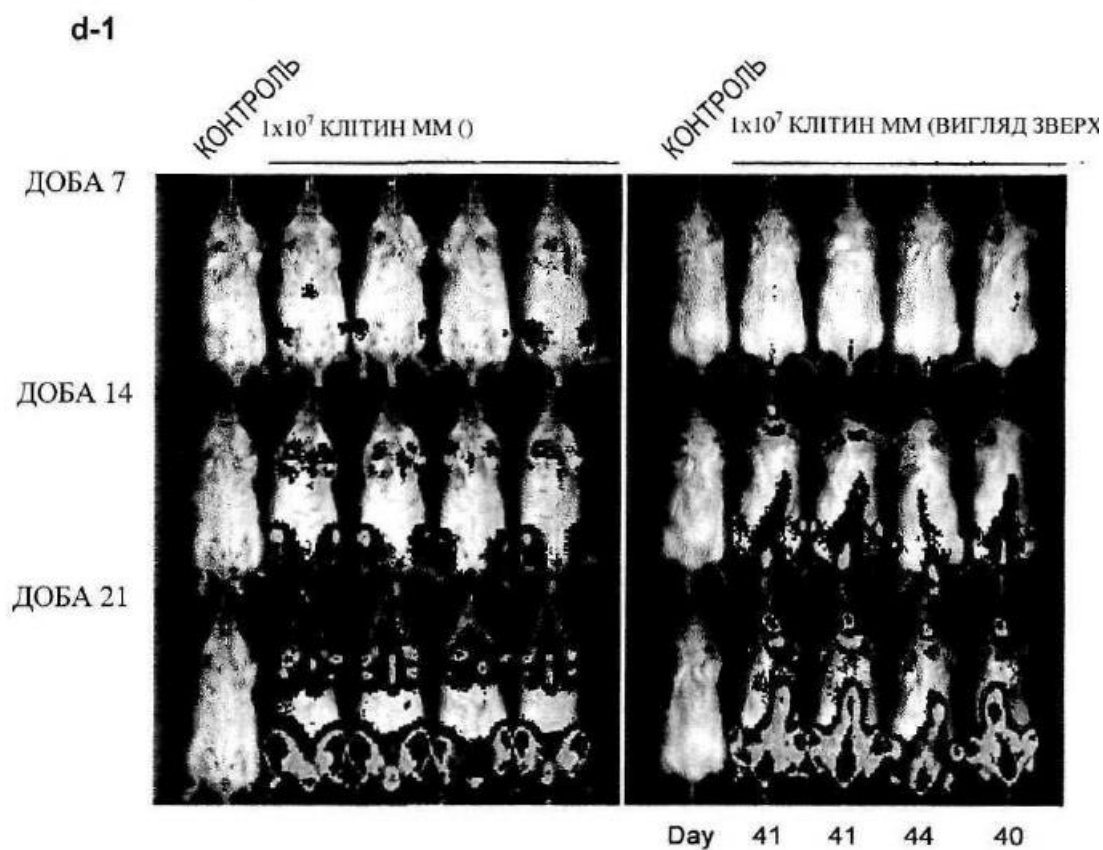 d-1
КОНТРОЛЬ
1x10⁷ КЛІТИН ММ ()
КОНТРОЛЬ
1x10⁷ КЛІТИН ММ (ВИГЛЯД ЗВЕРХ
ДОБА 7
ДОБА 14
ДОБА 21
Day 41 41 44 40